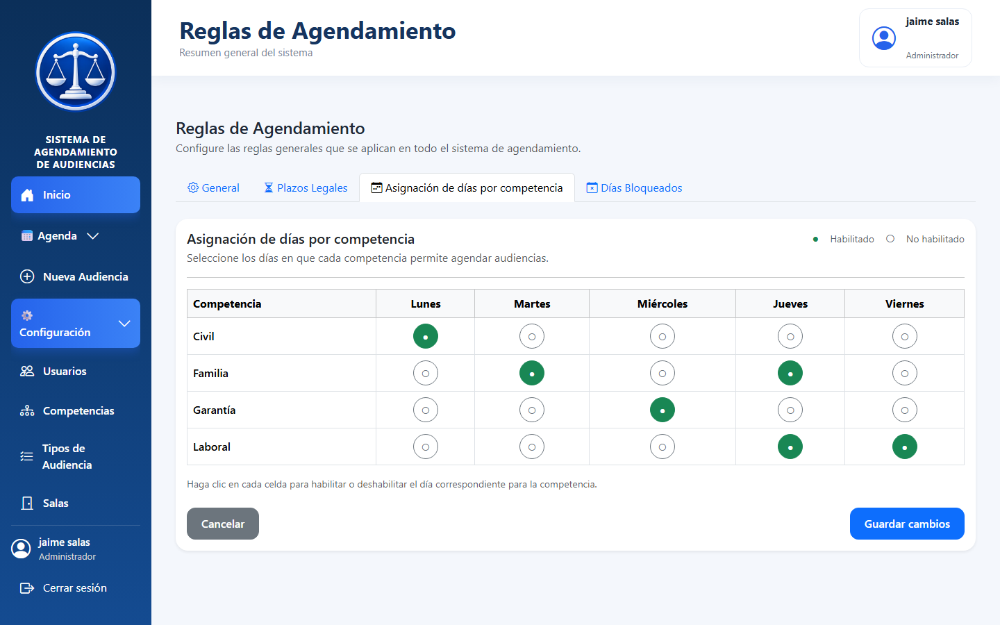 SISTEMA DE
AGENDAMIENTO
DE AUDIENCIAS
Inicio
Agenda
Nueva Audiencia
Configuración
Usuarios
Competencias
Tipos de
Audiencia
Salas
jaime salas
Administrador
Cerrar sesión
Reglas de Agendamiento
Resumen general del sistema
jaime salas
Administrador
Reglas de Agendamiento
Configure las reglas generales que se aplican en todo el sistema de agendamiento.
General Plazos Legales Asignación de días por competencia Días Bloqueados
Asignación de días por competencia
Habilitado No habilitado
Seleccione los días en que cada competencia permite agendar audiencias.
Competencia Lunes Martes Miércoles Jueves Viernes
Civil
Familia
Garantía
Laboral
Haga clic en cada celda para habilitar o deshabilitar el día correspondiente para la competencia.
Cancelar Guardar cambios